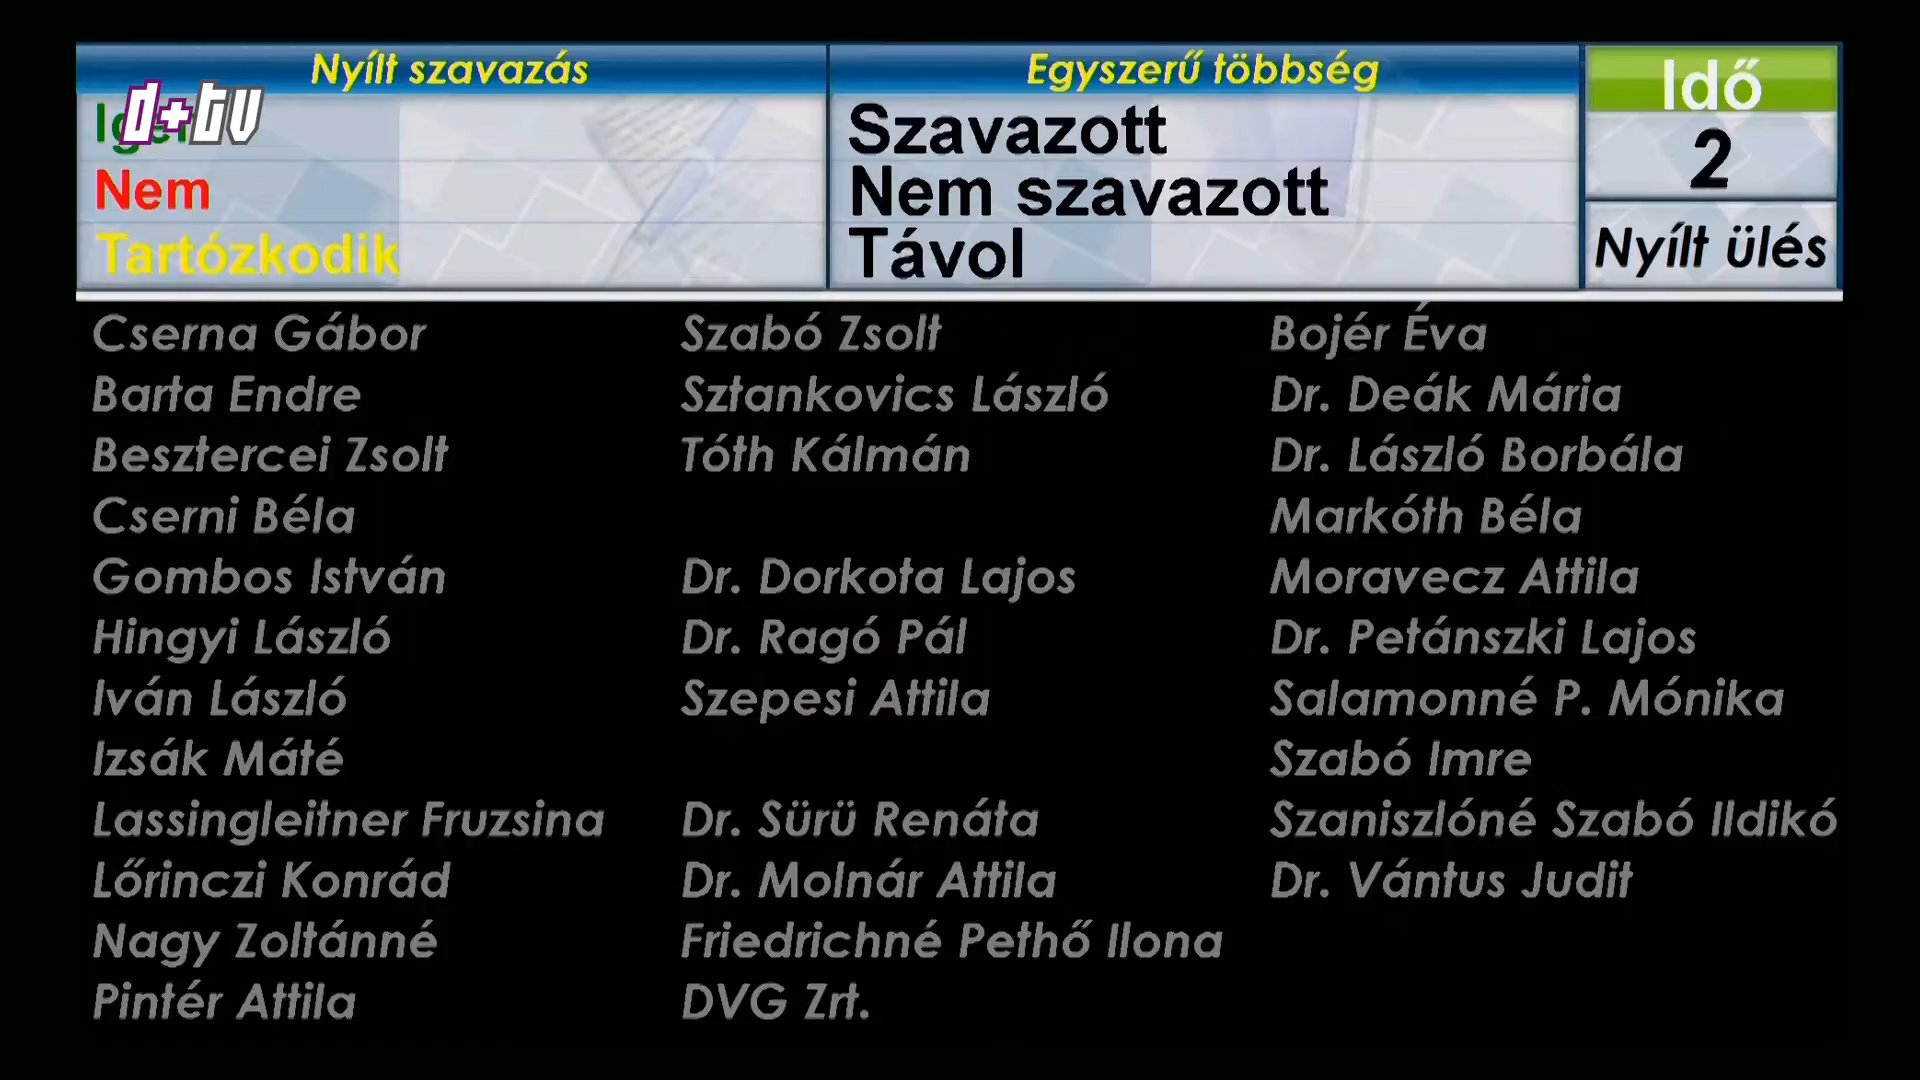 Nyílt szavazás
Egyszerű többség
Idő
d+tv
Igen
Szavazott
2
Nem
Nem szavazott
Tartózkodik
Távol
Nyílt ülés
Cserna Gábor
Barta Endre
Besztercei Zsolt
Cserni Béla
Gombos István
Hingyi László
Iván László
Izsák Máté
Lassingleitner Fruzsina
Lőrinczi Konrád
Nagy Zoltánné
Pintér Attila
Szabó Zsolt
Sztankovics László
Tóth Kálmán
Dr. Dorkota Lajos
Dr. Ragó Pál
Szepesi Attila
Dr. Sürü Renáta
Dr. Molnár Attila
Friedrichné Pethő Ilona
DVG Zrt.
Bojér Éva
Dr. Deák Mária
Dr. László Borbála
Markóth Béla
Moravecz Attila
Dr. Petánszki Lajos
Salamonné P. Mónika
Szabó Imre
Szaniszlóné Szabó Ildikó
Dr. Vántus Judit